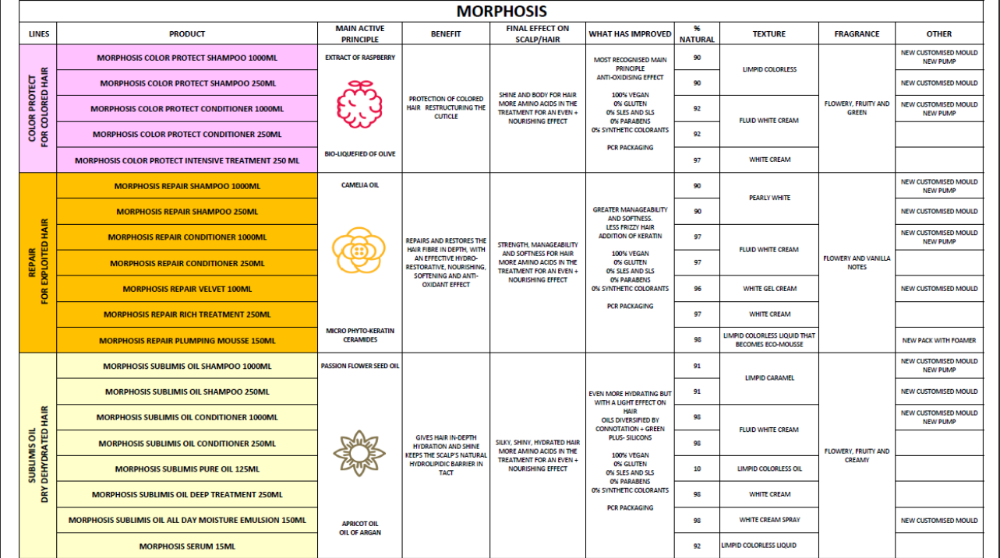 MORPHOSIS
LINES
PRODUCT
MAIN ACTIVE
PRINCIPLE
BENEFIT
FINAL EFFECT ON
SCALP/HAIR
WHAT HAS IMPROVED
%
NATURAL
TEXTURE
FRAGRANCE
OTHER
COLOR PROTECT
FOR COLORED HAIR
MORPHOSIS COLOR PROTECT SHAMPOO 1000ML
MORPHOSIS COLOR PROTECT SHAMPOO 250ML
MORPHOSIS COLOR PROTECT CONDITIONER 1000ML
MORPHOSIS COLOR PROTECT CONDITIONER 250ML
MORPHOSIS COLOR PROTECT INTENSIVE TREATMENT 250 ML
EXTRACT OF RASPBERRY
BIO-LIQUEFIED OF OLIVE
PROTECTION OF COLORED
HAIR RESTRUCTURING THE
CUTICLE
SHINE AND BODY FOR HAIR
MORE AMINO ACIDS IN THE
TREATMENT FOR AN EVEN +
NOURISHING EFFECT
MOST RECOGNISED MAIN
PRINCIPLE
ANTI-OXIDISING EFFECT
100% VEGAN
0% GLUTEN
0% SLES AND SLS
0% PARABENS
0% SYNTHETIC COLORANTS
PCR PACKAGING
90
90
92
92
97
LIMPID COLORLESS
FLUID WHITE CREAM
WHITE CREAM
FLOWERY, FRUITY AND
GREEN
NEW CUSTOMISED MOULD
NEW PUMP
NEW CUSTOMISED MOULD
NEW CUSTOMISED MOULD
NEW PUMP
REPAIR
FOR EXPLOITED HAIR
MORPHOSIS REPAIR SHAMPOO 1000ML
MORPHOSIS REPAIR SHAMPOO 250ML
MORPHOSIS REPAIR CONDITIONER 1000ML
MORPHOSIS REPAIR CONDITIONER 250ML
MORPHOSIS REPAIR VELVET 100ML
MORPHOSIS REPAIR RICH TREATMENT 250ML
MORPHOSIS REPAIR PLUMPING MOUSSE 150ML
CAMELIA OIL
MICRO PHYTO-KERATIN
CERAMIDES
REPAIRS AND RESTORES THE
HAIR FIBRE IN DEPTH, WITH
AN EFFECTIVE HYDRO-
RESTORATIVE, NOURISHING,
SOFTENING AND ANTI-
OXIDANT EFFECT
STRENGTH, MANAGEABILITY
AND SOFTNESS FOR HAIR
MORE AMINO ACIDS IN THE
TREATMENT FOR AN EVEN +
NOURISHING EFFECT
GREATER MANAGEABILITY
AND SOFTNESS.
LESS FRIZZY HAIR
ADDITION OF KERATIN
100% VEGAN
0% GLUTEN
0% SLES AND SLS
0% PARABENS
0% SYNTHETIC COLORANTS
PCR PACKAGING
90
90
97
97
96
97
98
PEARLY WHITE
FLUID WHITE CREAM
WHITE GEL CREAM
WHITE CREAM
LIMPID COLORLESS LIQUID THAT
BECOMES ECO-MOUSSE
FLOWERY AND VANILLA
NOTES
NEW CUSTOMISED MOULD
NEW PUMP
NEW CUSTOMISED MOULD
NEW CUSTOMISED MOULD
NEW PUMP
NEW CUSTOMISED MOULD
NEW PACK WITH FOAMER
SUBLIMIS OIL
DRY DEHYDRATED HAIR
MORPHOSIS SUBLIMIS OIL SHAMPOO 1000ML
MORPHOSIS SUBLIMIS OIL SHAMPOO 250ML
MORPHOSIS SUBLIMIS OIL CONDITIONER 1000ML
MORPHOSIS SUBLIMIS OIL CONDITIONER 250ML
MORPHOSIS SUBLIMIS PURE OIL 125ML
MORPHOSIS SUBLIMIS OIL DEEP TREATMENT 250ML
MORPHOSIS SUBLIMIS OIL ALL DAY MOISTURE EMULSION 150ML
MORPHOSIS SERUM 15ML
PASSION FLOWER SEED OIL
APRICOT OIL
OIL OF ARGAN
GIVES HAIR IN-DEPTH
HYDRATION AND SHINE
KEEPS THE SCALP'S NATURAL
HYDROLIPIDIC BARRIER IN
TACT
SILKY, SHINY, HYDRATED HAIR
MORE AMINO ACIDS IN THE
TREATMENT FOR AN EVEN +
NOURISHING EFFECT
EVEN MORE HYDRATING BUT
WITH A LIGHT EFFECT ON
HAIR
OILS DIVERSIFIED BY
CONNOTATION + GREEN
PLUS- SILICONS
100% VEGAN
0% GLUTEN
0% SLES AND SLS
0% PARABENS
0% SYNTHETIC COLORANTS
PCR PACKAGING
91
91
98
98
10
98
98
92
LIMPID CARAMEL
FLUID WHITE CREAM
LIMPID COLORLESS OIL
WHITE CREAM
WHITE CREAM SPRAY
LIMPID COLORLESS LIQUID
FLOWERY, FRUITY AND
CREAMY
NEW CUSTOMISED MOULD
NEW PUMP
NEW CUSTOMISED MOULD
NEW CUSTOMISED MOULD
NEW PUMP
NEW CUSTOMISED MOULD